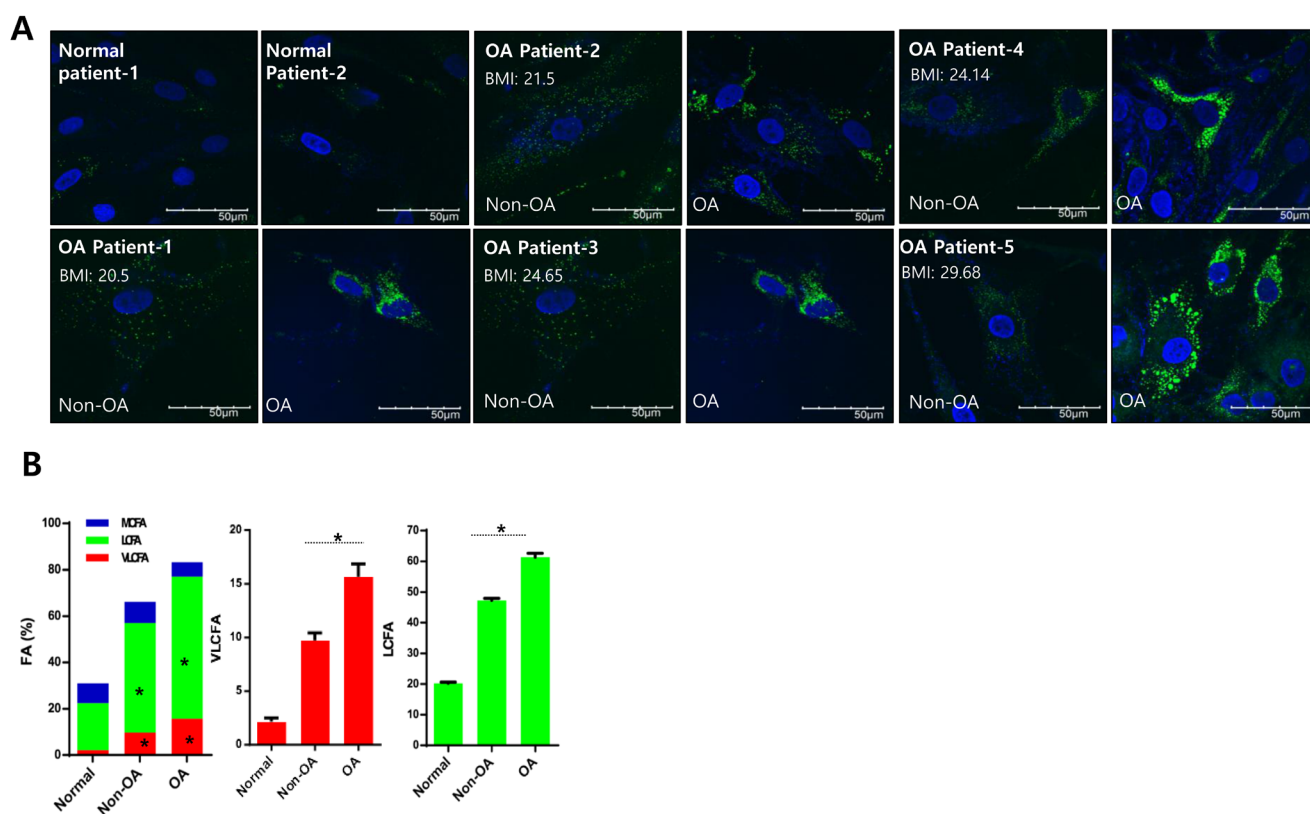 A
Normal
patient-1
50μm
Normal
Patient-2
50μm
OA Patient-2
BMI: 21.5
Non-OA
50μm
OA
50μm
OA Patient-4
BMI: 24.14
Non-OA
50μm
OA
50μm
OA Patient-1
BMI: 20.5
Non-OA
50μm
OA
50μm
OA Patient-3
BMI: 24.65
Non-OA
50μm
OA
50μm
OA Patient-5
BMI: 29.68
Non-OA
50μm
OA
50μm
B
FA (%)
100
80
60
40
20
0
MCFA
LCFA
VLCFA
*
*
*
*
Normal
Non-OA
OA
VLCFA
20
15
10
5
0
*
Normal
Non-OA
OA
LCFA
70
60
50
40
30
20
10
0
*
Normal
Non-OA
OA